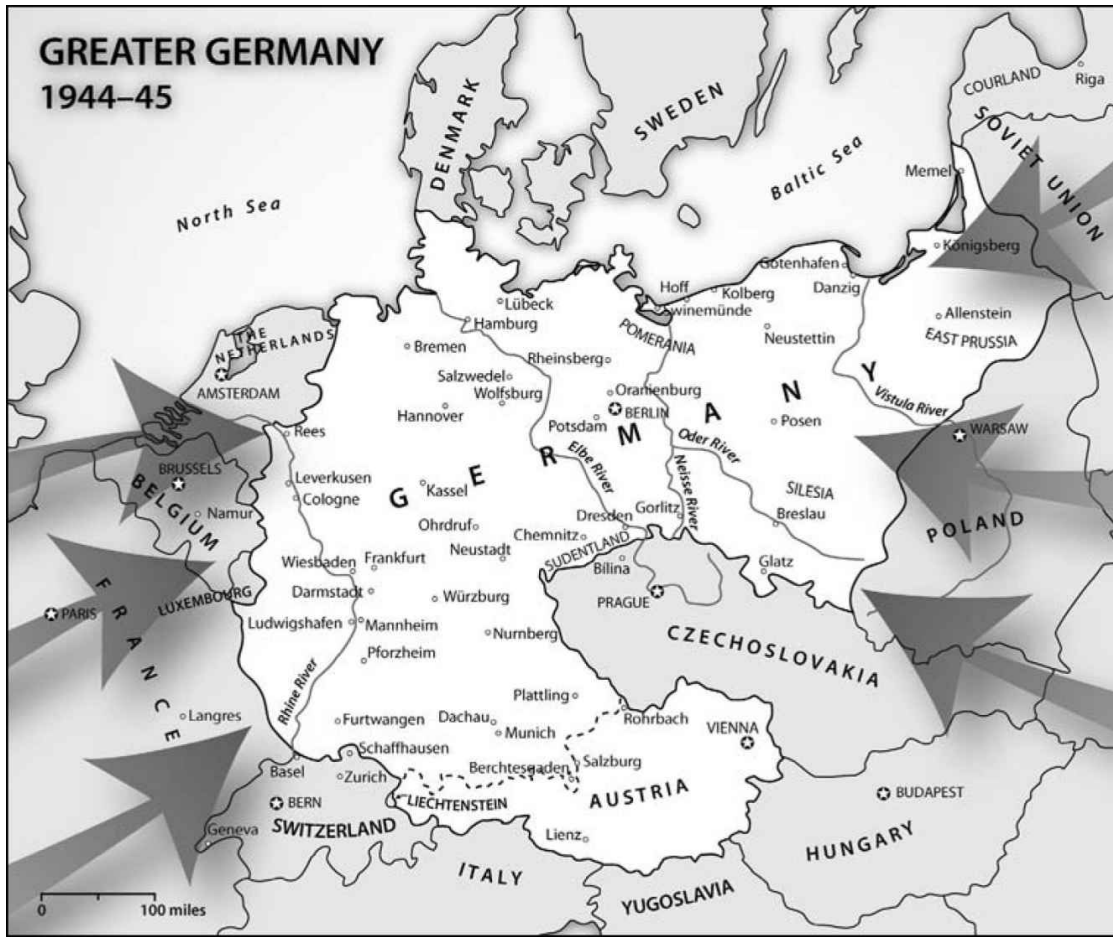 GREATER GERMANY
1944–45
COURLAND
Riga
SOVIET UNION
SWEDEN
DENMARK
Baltic Sea
North Sea
Memel
Königsberg
Gotenhafen
Danzig
Hoff
Kolberg
Swinemünde
Allenstein
EAST PRUSSIA
Neustettin
POMERANIA
Lübeck
Hamburg
THE
NETHERLANDS
AMSTERDAM
Bremen
Rheinsberg
Salzwedel
Wolfsburg
Oranienburg
BERLIN
Hannover
Potsdam
Posen
Vistula River
WARSAW
GERMANY
Rees
Oder River
Elbe River
Neisse River
BRUSSELS
BELGIUM
Leverkusen
Cologne
Kassel
SILESIA
Breslau
POLAND
Namur
Ohrdruf
Dresden
Gorlitz
Chemnitz
Neustadt
SUDENTLAND
Bilina
Glatz
Wiesbaden
Frankfurt
FRANCE
LUXEMBOURG
Darmstadt
Würzburg
PRAGUE
PARIS
Ludwigshafen
Mannheim
Nurnberg
CZECHOSLOVAKIA
Pforzheim
Rhine River
Plattling
Rohrbach
Langres
Furtwangen
Dachau
Munich
VIENNA
Schaffhausen
Salzburg
Basel
Zurich
Berchtesgaden
AUSTRIA
BUDAPEST
BERN
LIECHTENSTEIN
SWITZERLAND
Geneva
Lienz
HUNGARY
ITALY
YUGOSLAVIA
0 100 miles